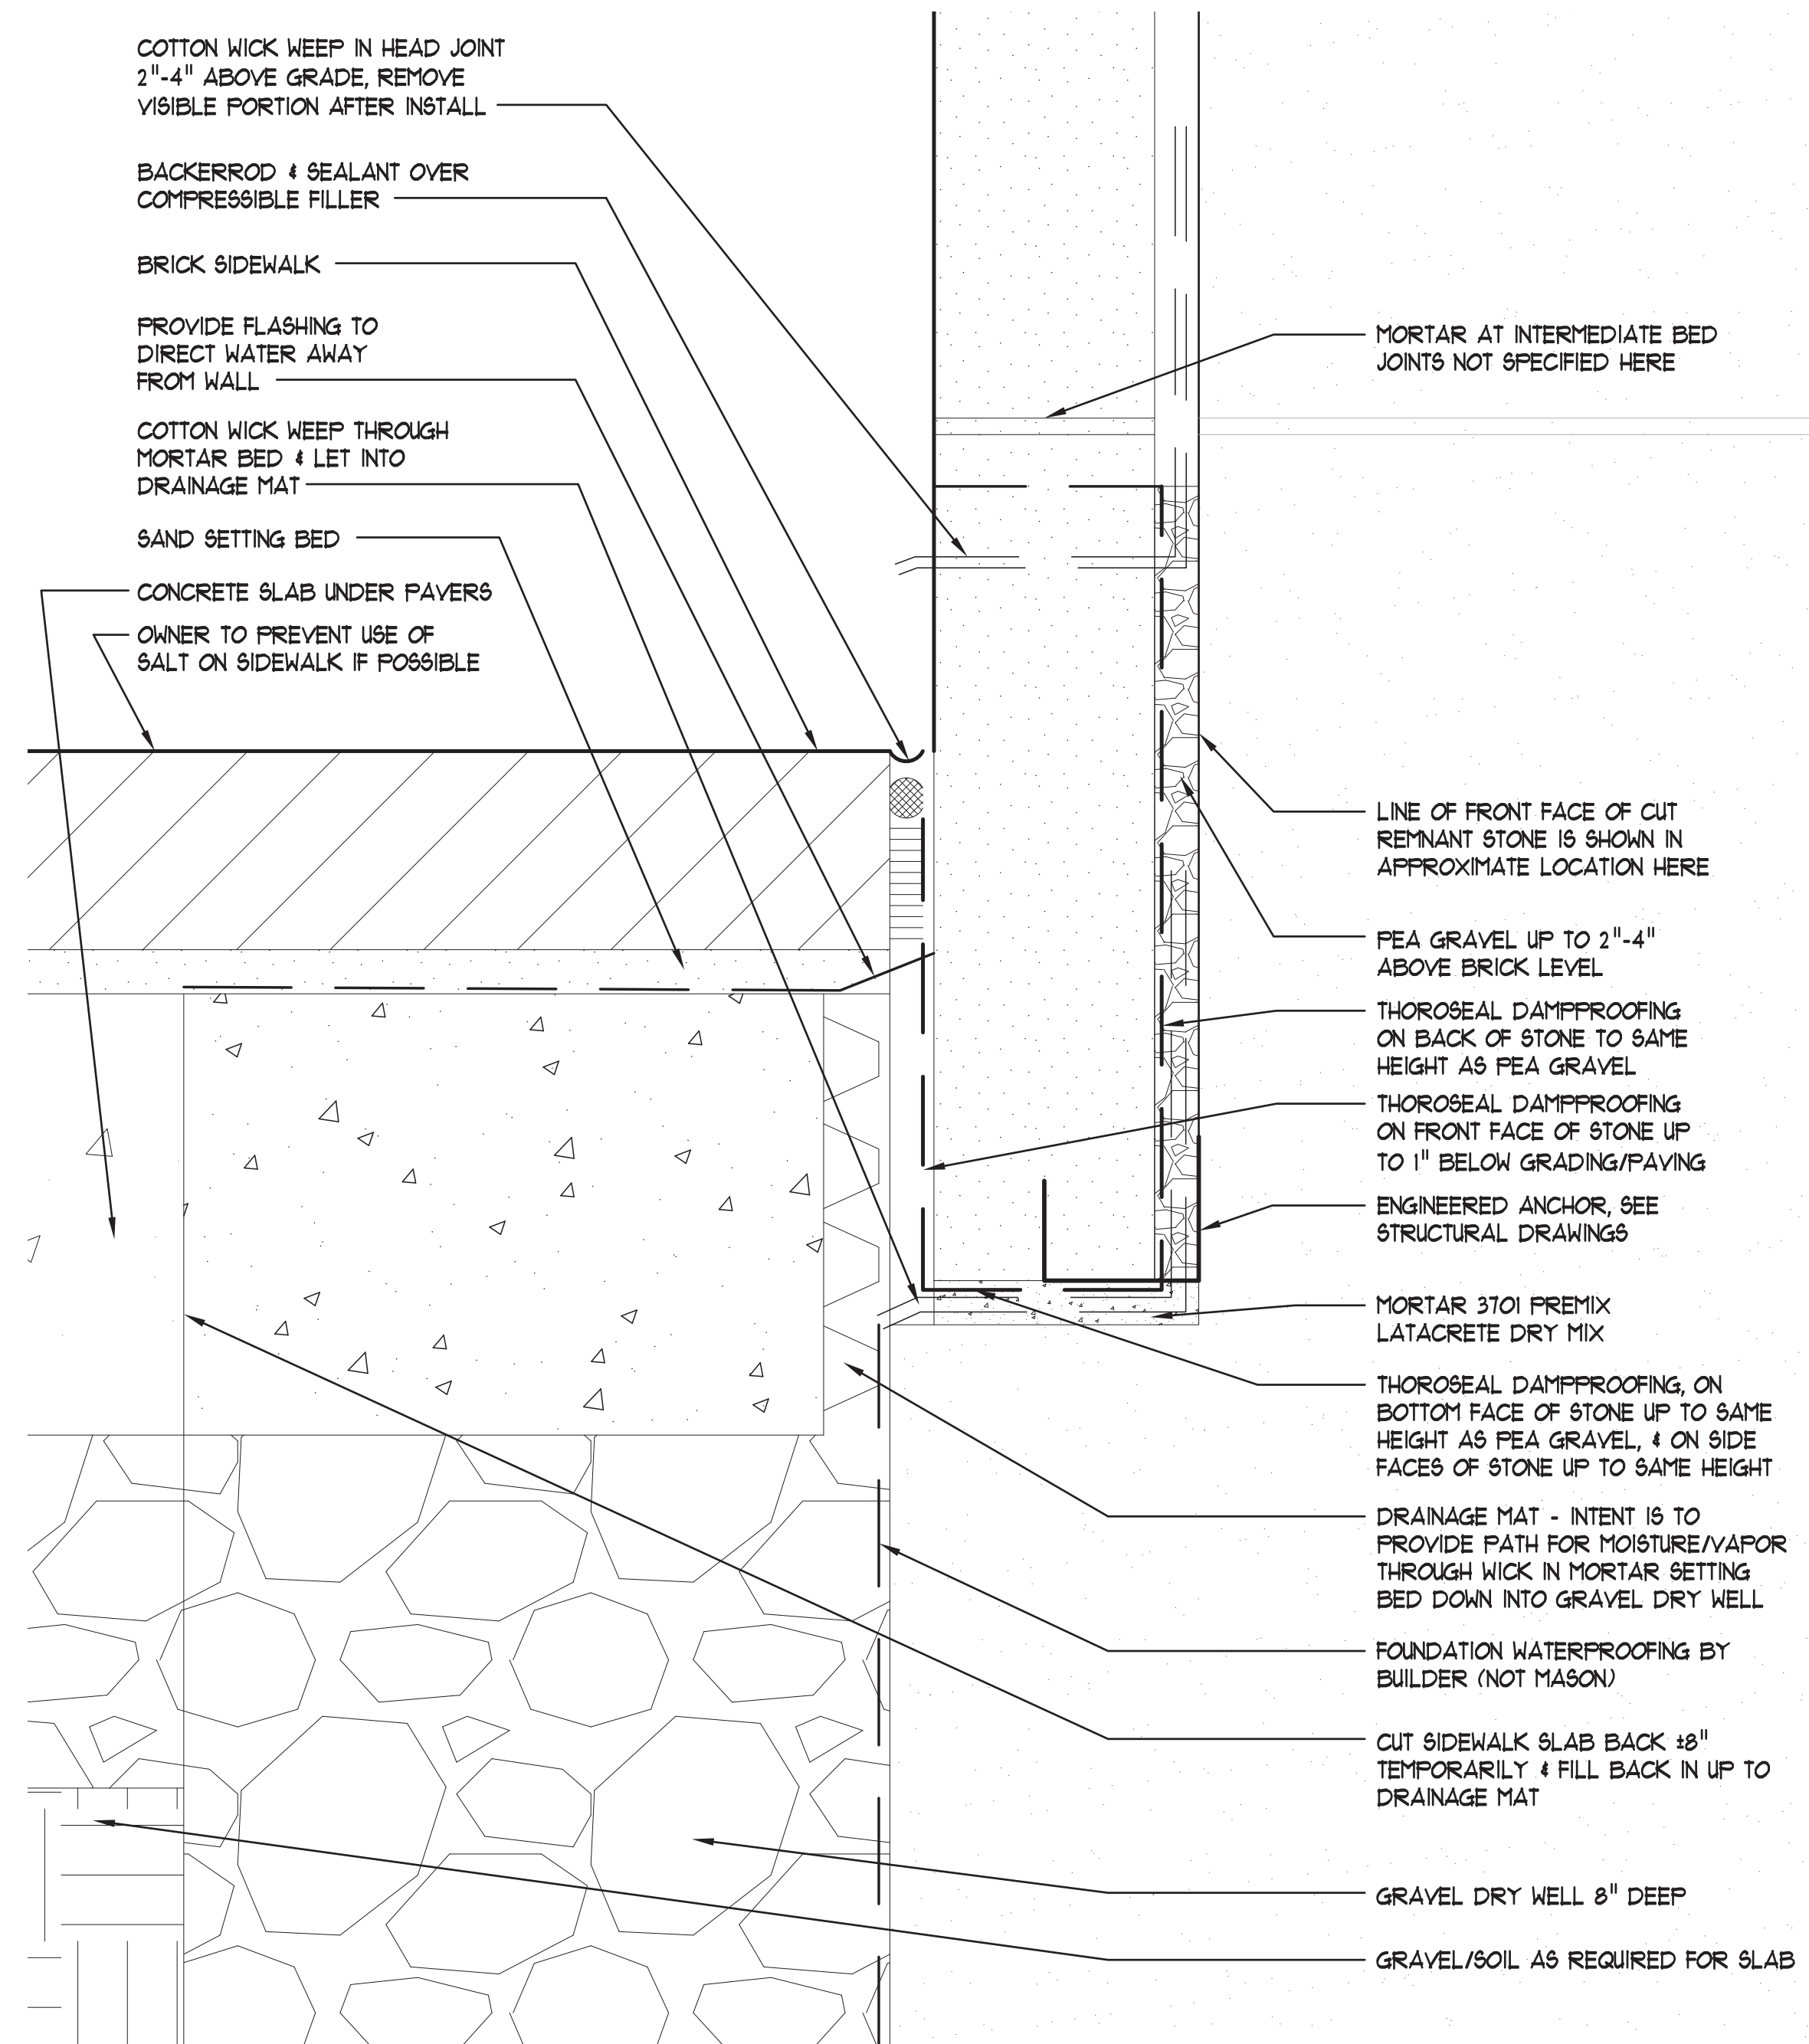 COTTON WICK WEEP IN HEAD JOINT
2"-4" ABOVE GRADE, REMOVE
VISIBLE PORTION AFTER INSTALL
BACKERROD & SEALANT OVER
COMPRESSIBLE FILLER
BRICK SIDEWALK
PROVIDE FLASHING TO
DIRECT WATER AWAY
FROM WALL
COTTON WICK WEEP THROUGH
MORTAR BED & LET INTO
DRAINAGE MAT
SAND SETTING BED
CONCRETE SLAB UNDER PAVERS
OWNER TO PREVENT USE OF
SALT ON SIDEWALK IF POSSIBLE
MORTAR AT INTERMEDIATE BED
JOINTS NOT SPECIFIED HERE
LINE OF FRONT FACE OF CUT
REMNANT STONE IS SHOWN IN
APPROXIMATE LOCATION HERE
PEA GRAVEL UP TO 2"-4"
ABOVE BRICK LEVEL
THOROSEAL DAMPPROOFING
ON BACK OF STONE TO SAME
HEIGHT AS PEA GRAVEL
THOROSEAL DAMPPROOFING
ON FRONT FACE OF STONE UP
TO 1" BELOW GRADING/PAVING
ENGINEERED ANCHOR, SEE
STRUCTURAL DRAWINGS
MORTAR 3701 PREMIX
LATACRETE DRY MIX
THOROSEAL DAMPPROOFING, ON
BOTTOM FACE OF STONE UP TO SAME
HEIGHT AS PEA GRAVEL, & ON SIDE
FACES OF STONE UP TO SAME HEIGHT
DRAINAGE MAT - INTENT IS TO
PROVIDE PATH FOR MOISTURE/VAPOR
THROUGH WICK IN MORTAR SETTING
BED DOWN INTO GRAVEL DRY WELL
FOUNDATION WATERPROOFING BY
BUILDER (NOT MASON)
CUT SIDEWALK SLAB BACK ±8"
TEMPORARILY & FILL BACK IN UP TO
DRAINAGE MAT
GRAVEL DRY WELL 8" DEEP
GRAVEL/SOIL AS REQUIRED FOR SLAB